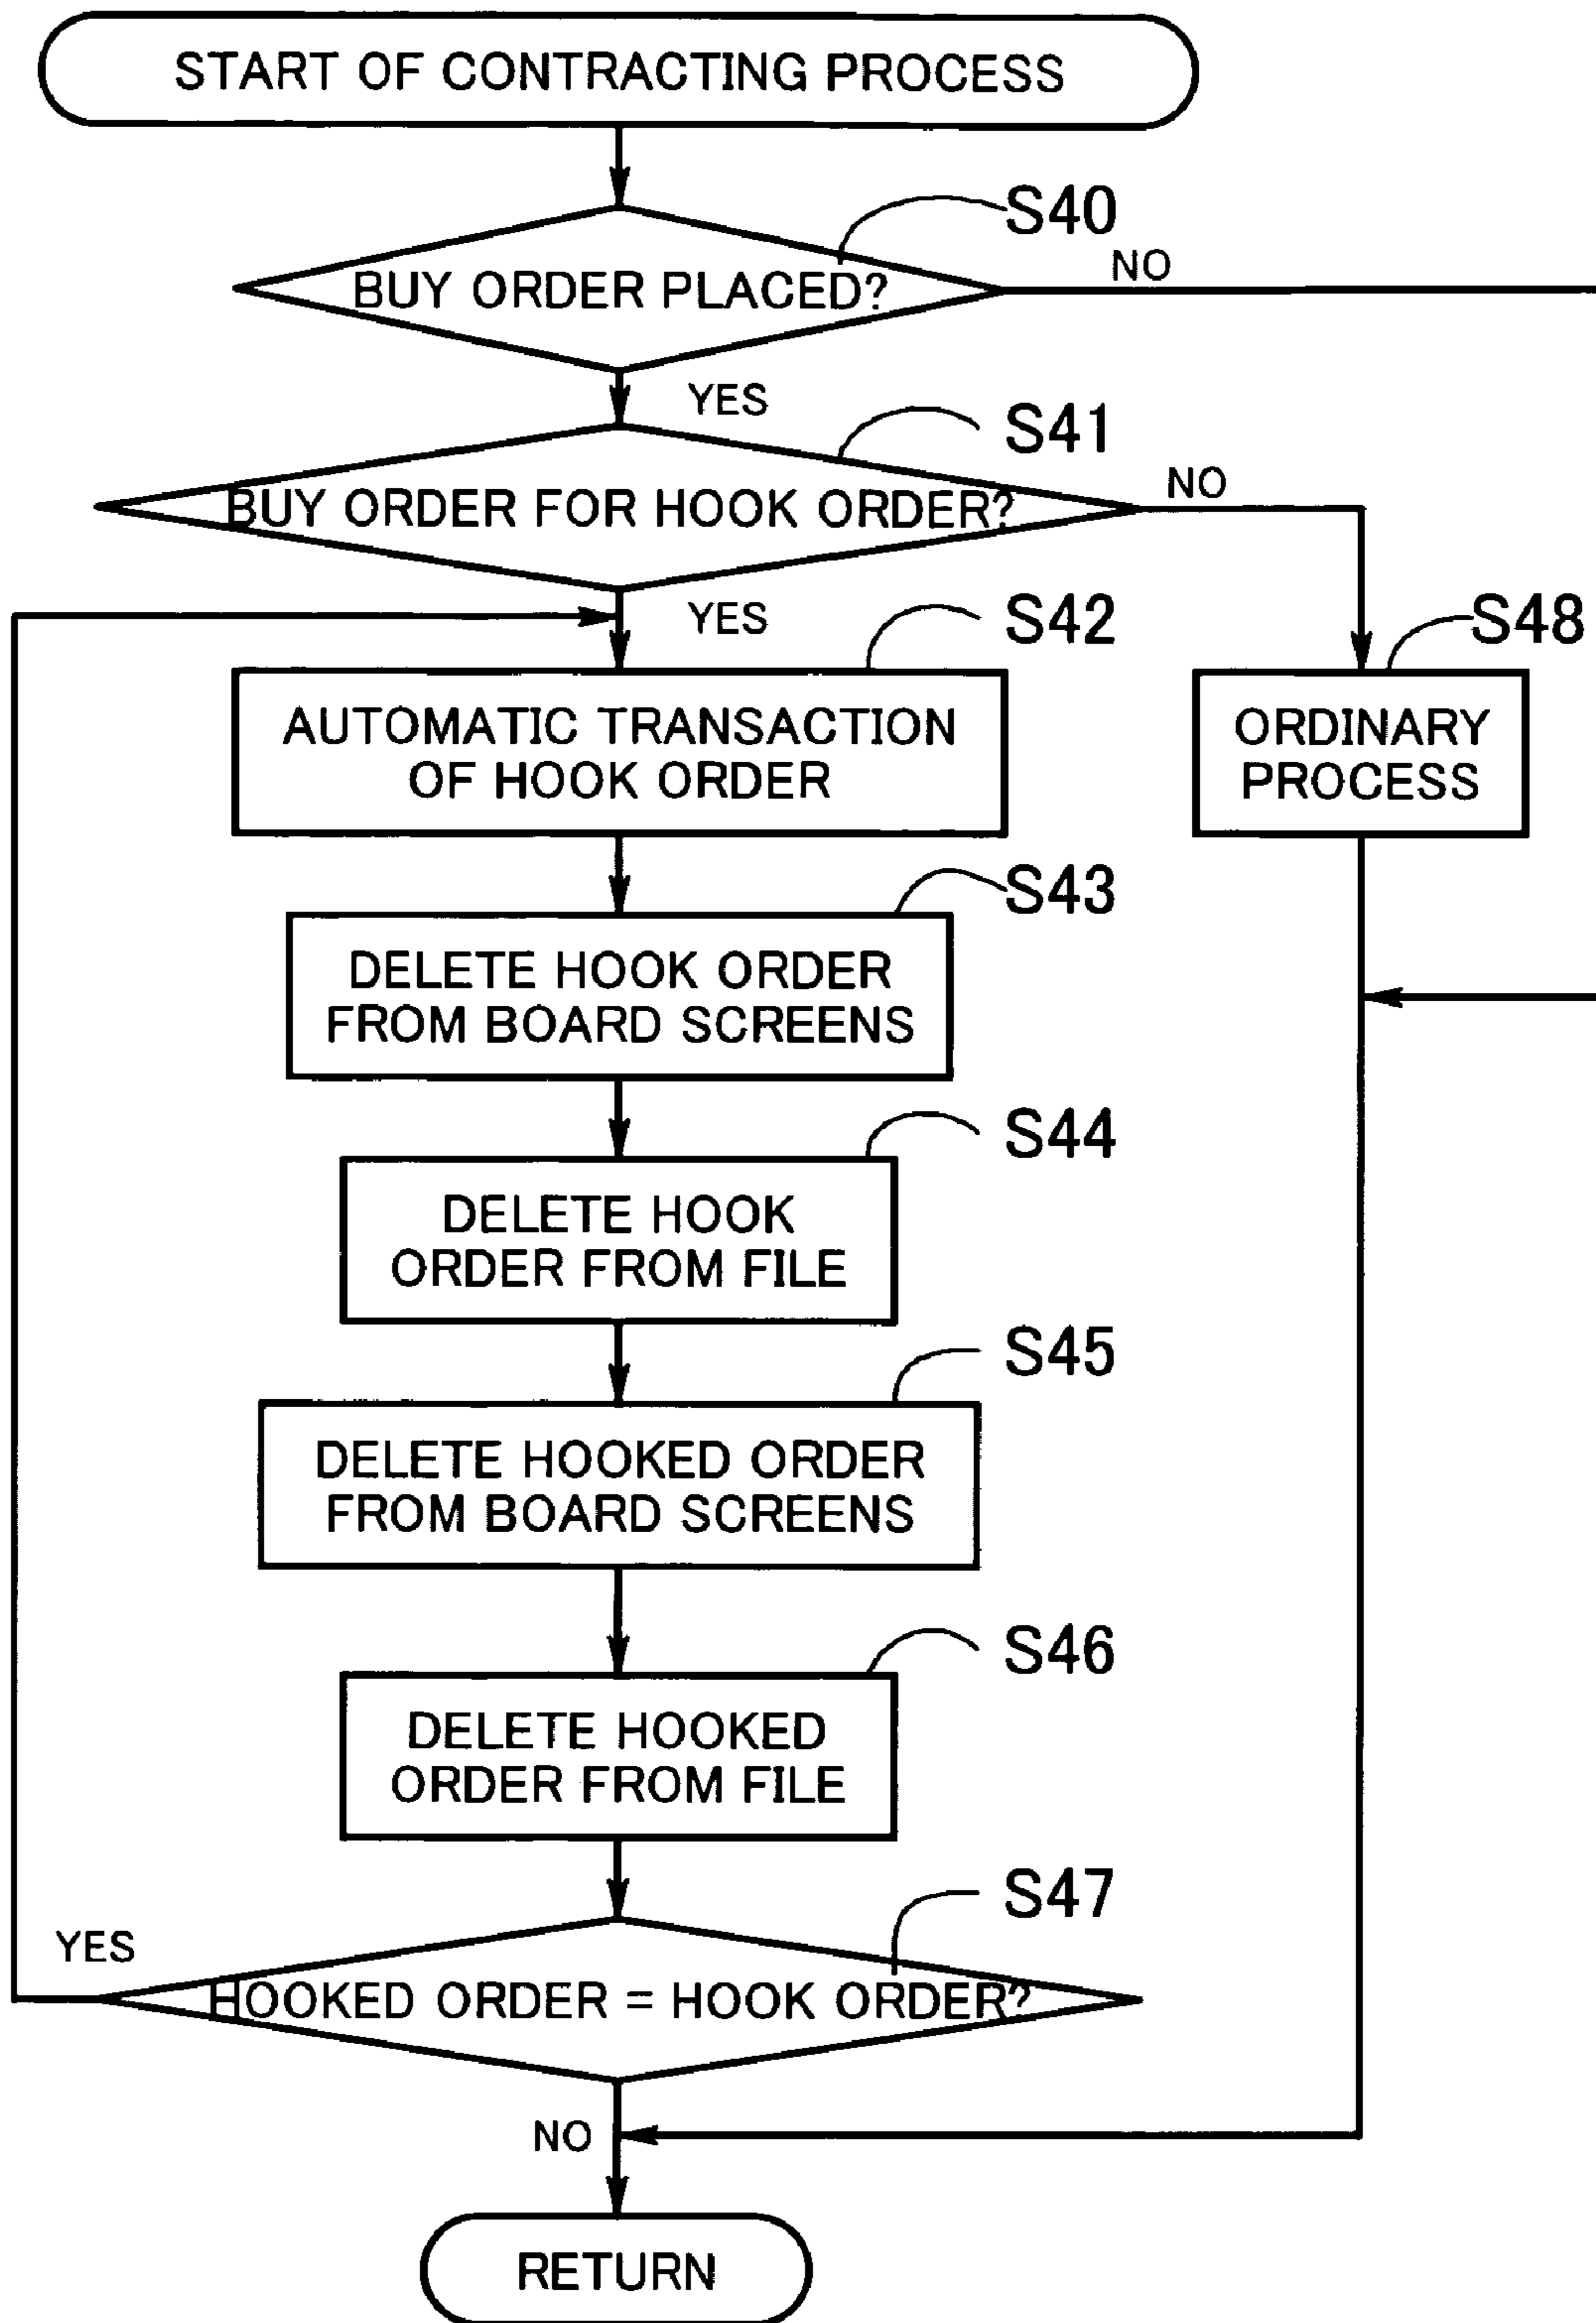 START OF CONTRACTING PROCESS
S40
BUY ORDER PLACED?
NO
YES
S41
BUY ORDER FOR HOOK ORDER?
NO
YES
S42
S48
AUTOMATIC TRANSACTION
OF HOOK ORDER
ORDINARY
PROCESS
S43
DELETE HOOK ORDER
FROM BOARD SCREENS
S44
DELETE HOOK
ORDER FROM FILE
S45
DELETE HOOKED ORDER
FROM BOARD SCREENS
S46
DELETE HOOKED
ORDER FROM FILE
S47
YES
HOOKED ORDER = HOOK ORDER?
NO
RETURN